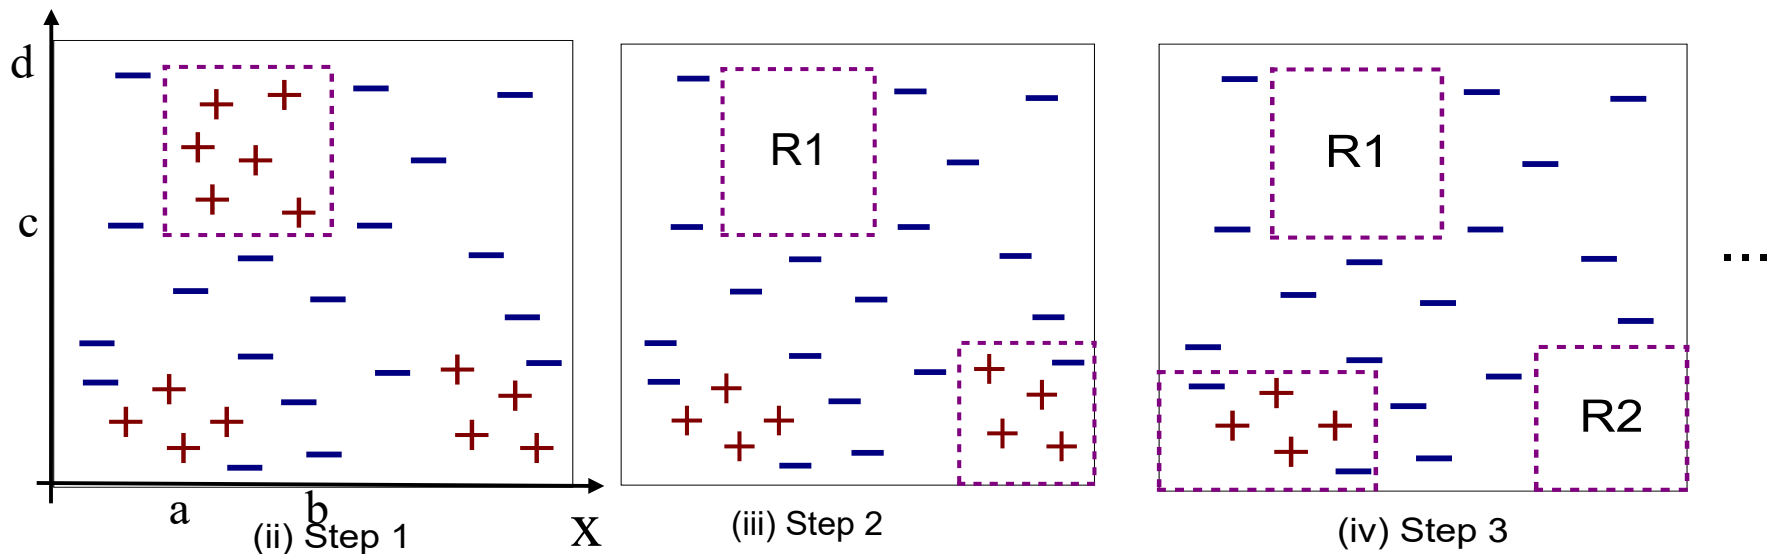 d
c
a
b
X
(ii) Step 1
R1
(iii) Step 2
R1
R2
(iv) Step 3
...